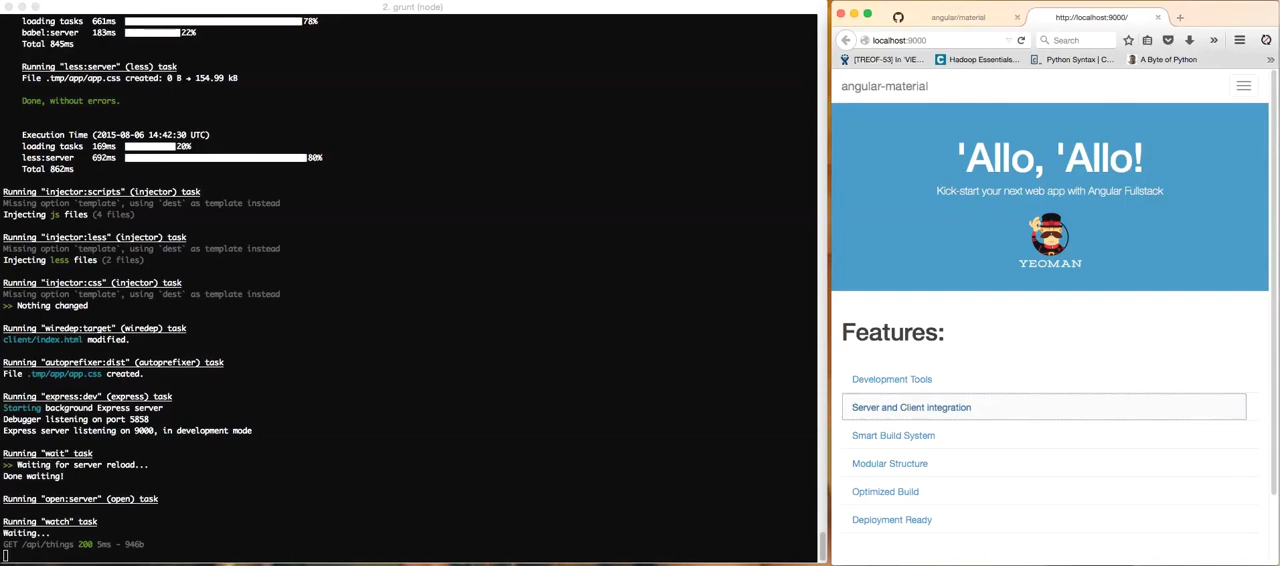 2. grunt (node)
loading tasks 661ms 78%
babel:server 183ms 22%
Total 845ms
Running "less:server" (less) task
File .tmp/app/app.css created: 0 B → 154.99 kB
Done, without errors.
Execution Time (2015-08-06 14:42:30 UTC)
loading tasks 169ms 20%
less:server 692ms 80%
Total 862ms
Running "injector:scripts" (injector) task
Missing option `template`, using `dest` as template instead
Injecting js files (4 files)
Running "injector:less" (injector) task
Missing option `template`, using `dest` as template instead
Injecting less files (2 files)
Running "injector:css" (injector) task
Missing option `template`, using `dest` as template instead
>> Nothing changed
Running "wiredep:target" (wiredep) task
client/index.html modified.
Running "autoprefixer:dist" (autoprefixer) task
File .tmp/app/app.css created.
Running "express:dev" (express) task
Starting background Express server
Debugger listening on port 5858
Express server listening on 9000, in development mode
Running "wait" task
>> Waiting for server reload...
Done waiting!
Running "open:server" (open) task
Running "watch" task
Waiting...
GET /api/things 200 5ms - 946b
angular/material http://localhost:9000/
localhost:9000 Search
[TREOF-53] In 'VIE... Hadoop Essentials... Python Syntax | C... A Byte of Python
angular-material
'Allo, 'Allo!
Kick-start your next web app with Angular Fullstack
YEOMAN
Features:
Development Tools
Server and Client integration
Smart Build System
Modular Structure
Optimized Build
Deployment Ready